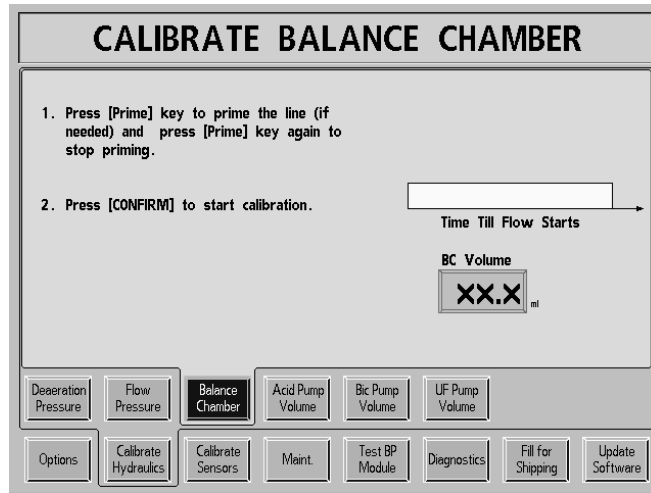 CALIBRATE BALANCE CHAMBER
1. Press [Prime] key to prime the line (if
needed) and press [Prime] key again to
stop priming.
2. Press [CONFIRM] to start calibration.
Time Till Flow Starts
BC Volume
XX.X ml
Deaeration
Pressure
Flow
Pressure
Balance
Chamber
Acid Pump
Volume
Bic Pump
Volume
UF Pump
Volume
Options
Calibrate
Hydraulics
Calibrate
Sensors
Maint.
Test BP
Module
Diagnostics
Fill for
Shipping
Update
Software